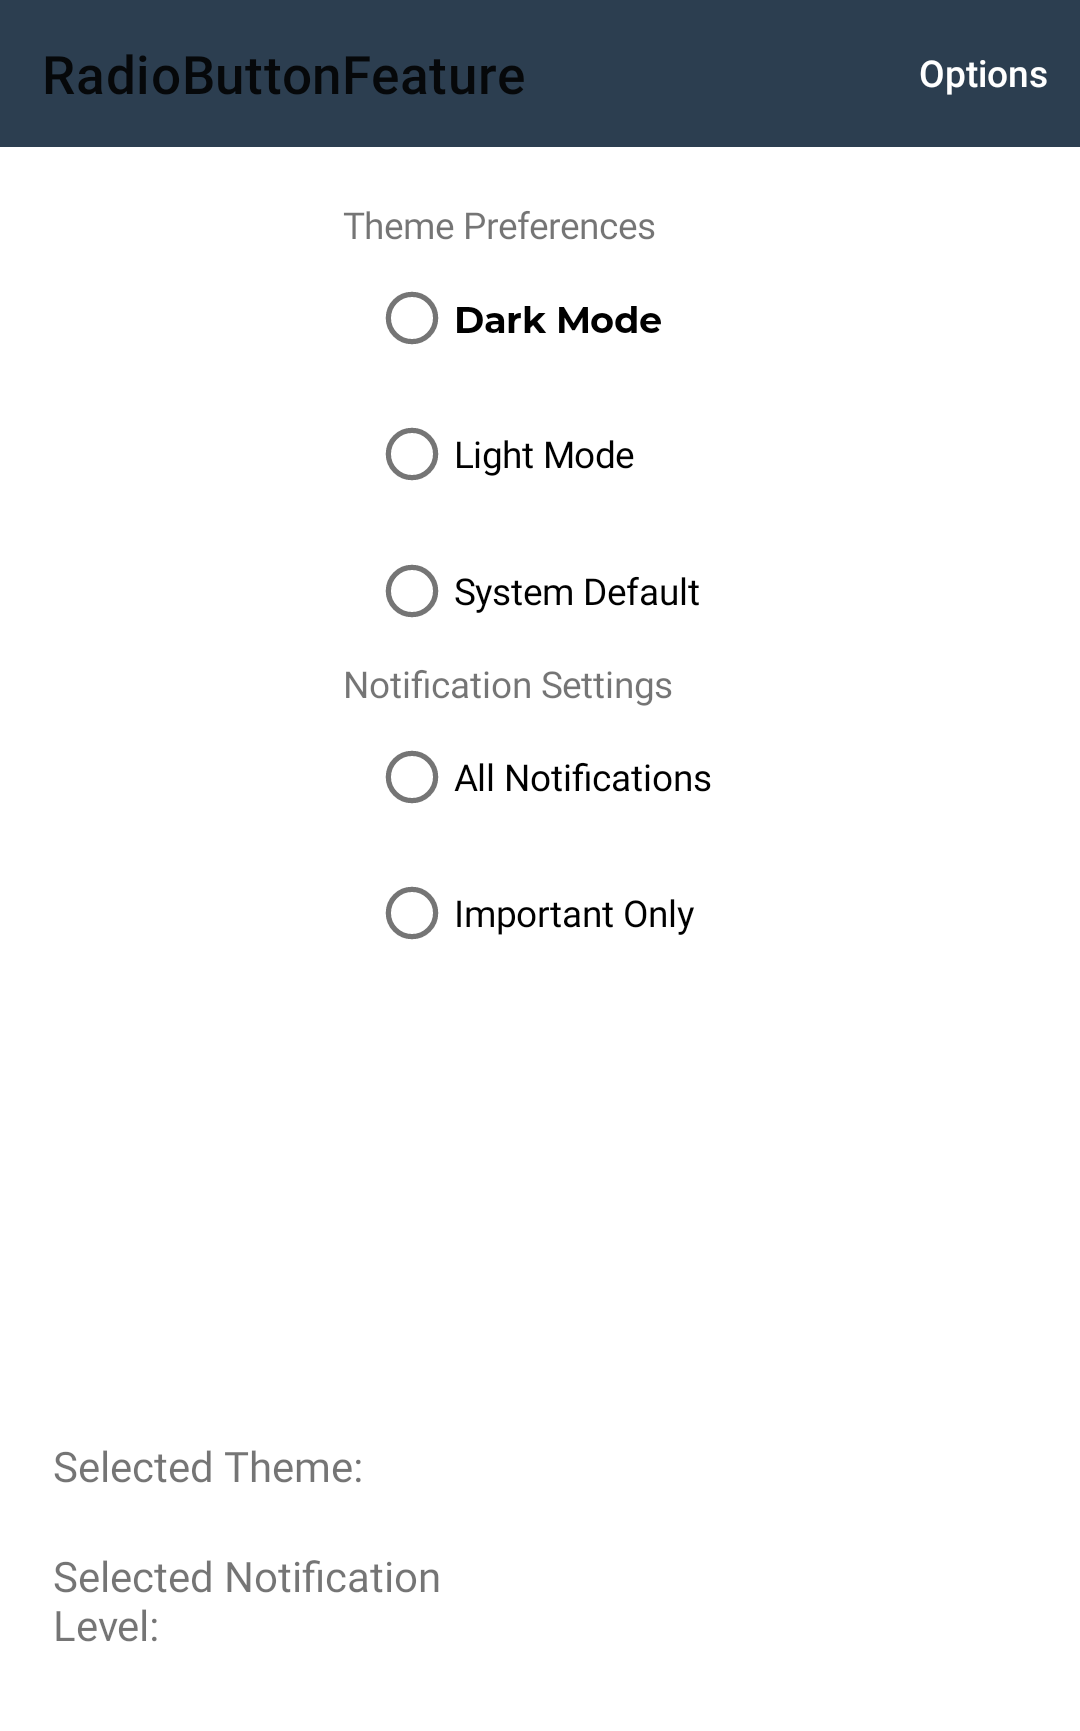 RadioButtonFeature
Options
Theme Preferences
Dark Mode
Light Mode
System Default
Notification Settings
All Notifications
Important Only
Selected Theme:
Selected Notification
Level: